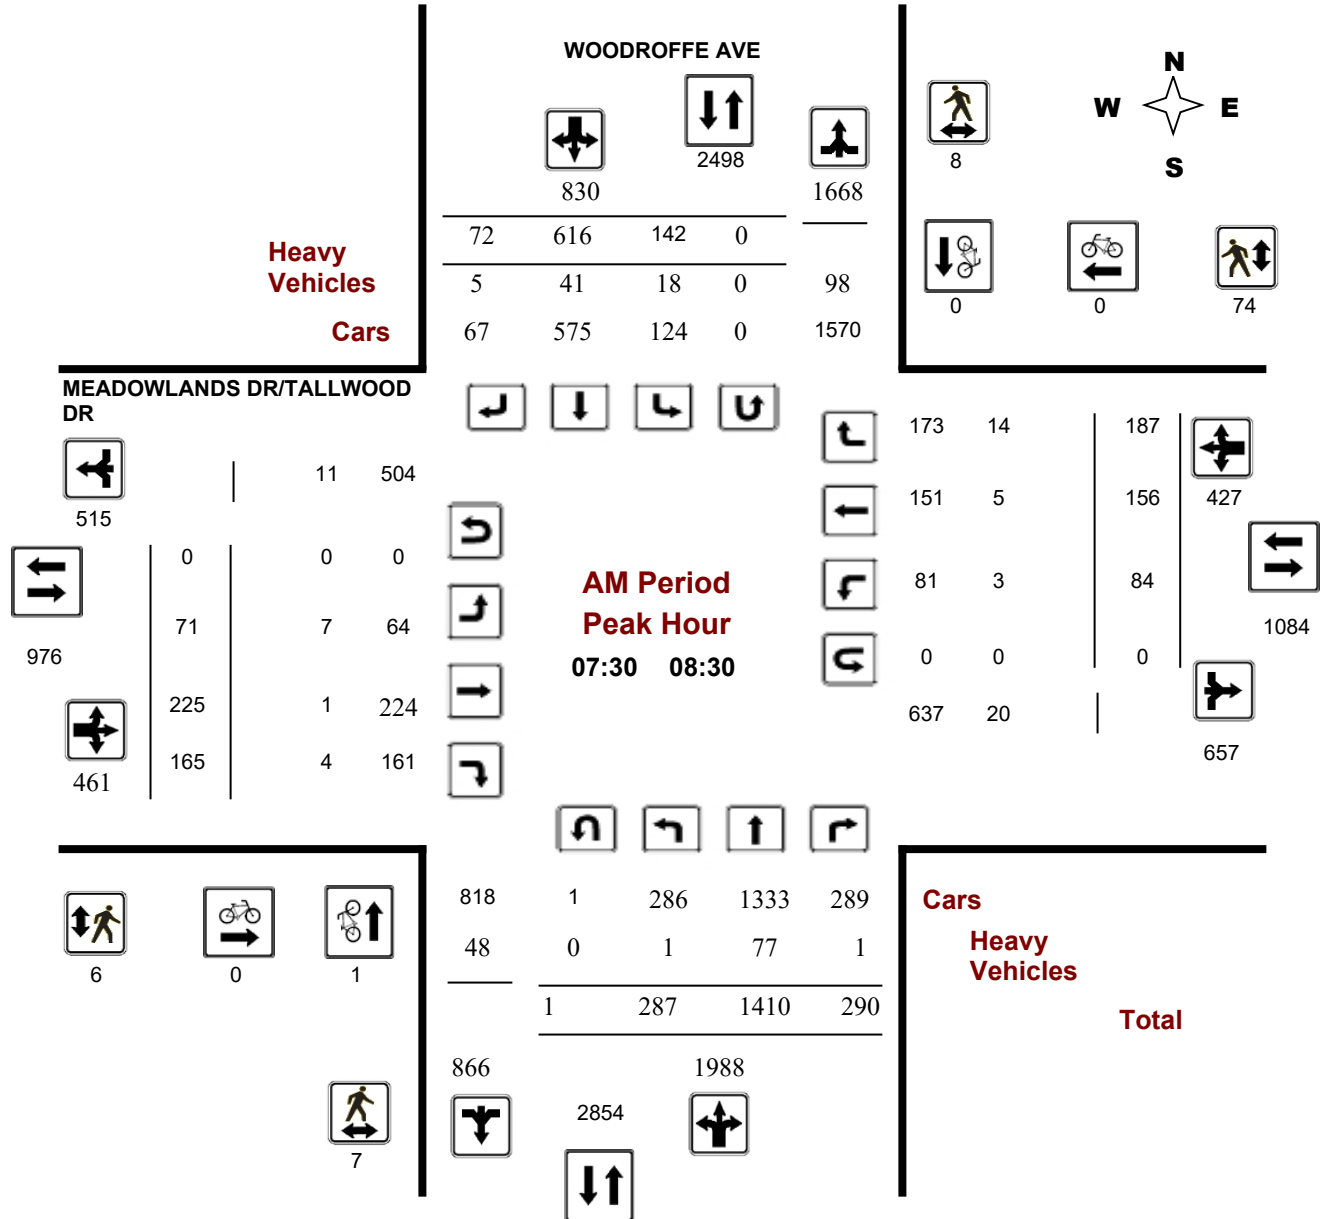 WOODROFFE AVE
N
W E
S
2498
8
830 1668
72 616 142 0
Heavy
Vehicles
5 41 18 0 98
Cars
67 575 124 0 1570
0 0 74
MEADOWLANDS DR/TALLWOOD
DR
173 14 187
11 504
515
151 5 156 427
0 0 0
AM Period
Peak Hour
07:30 08:30
81 3 84
71 7 64
1084
976
0 0 0
225 1 224
637 20
657
165 4 161
461
818 1 286 1333 289
Cars
48 0 1 77 1
Heavy
Vehicles
6 0 1
1 287 1410 290
Total
866 1988
2854
7